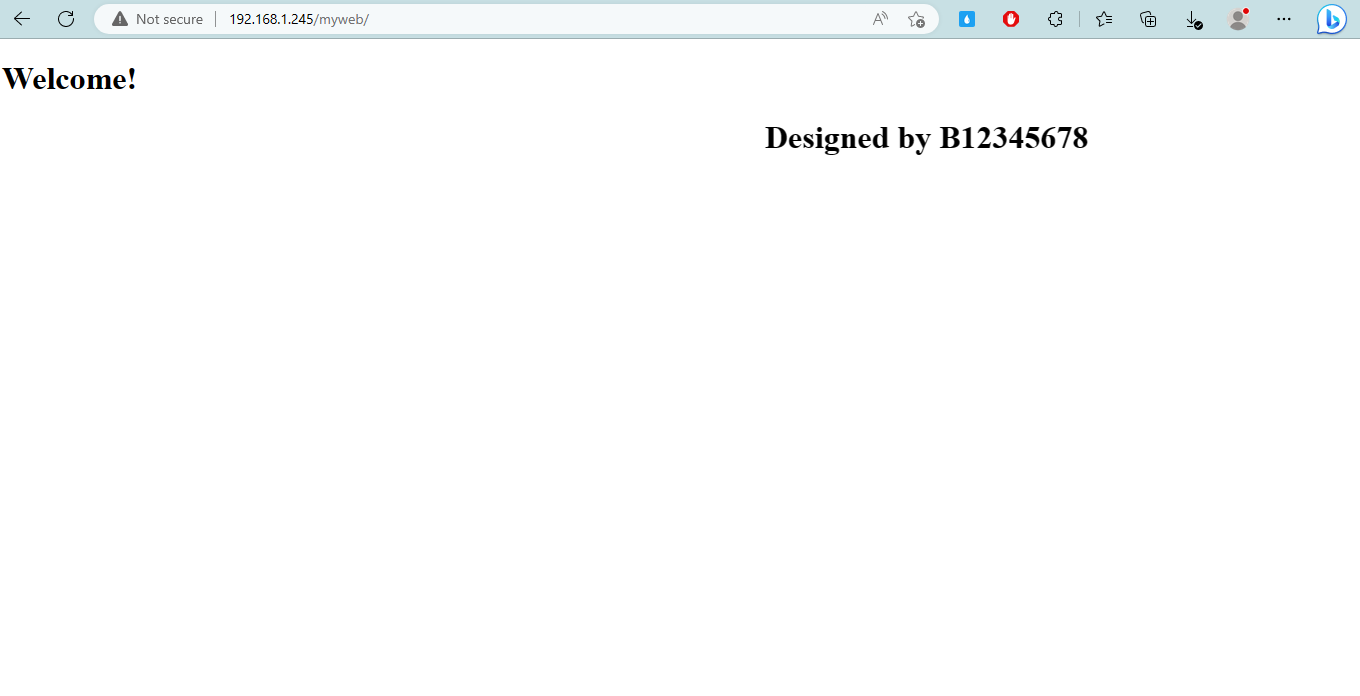 Not secure | 192.168.1.245/myweb/
Welcome!
Designed by B12345678